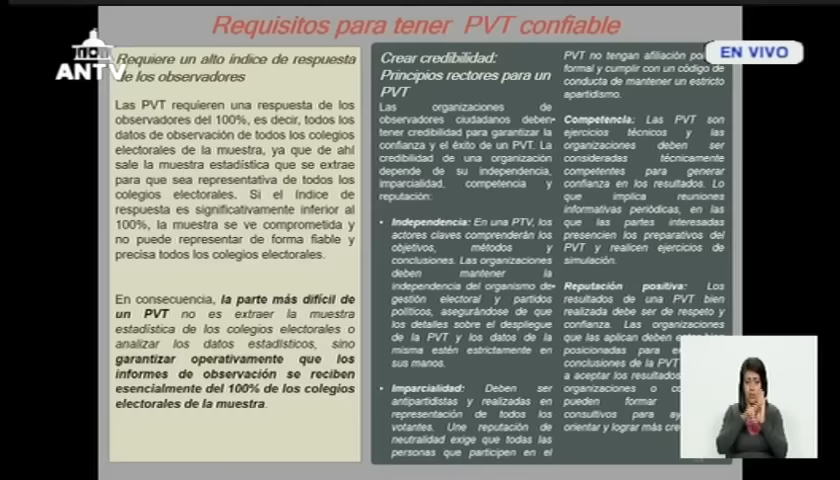 Requisitos para tener PVT confiable
ANTV
EN VIVO
Requiere un alto índice de respuesta
de los observadores
Las PVT requieren una respuesta de los
observadores del 100%, es decir, todos los
datos de observación de todos los colegios
electorales de la muestra, ya que de ahí
sale la muestra estadística que se extrae
para que sea representativa de todos los
colegios electorales. Si el índice de
respuesta es significativamente inferior al
100%, la muestra se ve comprometida y
no puede representar de forma fiable y
precisa todos los colegios electorales.
En consecuencia, la parte más difícil de
un PVT no es extraer la muestra
estadística de los colegios electorales o
analizar los datos estadísticos, sino
garantizar operativamente que los
informes de observación se reciben
esencialmente del 100% de los colegios
electorales de la muestra.
Crear credibilidad:
Principios rectores para un
PVT
Las organizaciones de
observadores ciudadanos deben
tener credibilidad para garantizar la
confianza y el éxito de un PVT. La
credibilidad de una organización
depende de su independencia,
imparcialidad, competencia y
reputación:
• Independencia: En una PTV, los
actores claves comprenderán los
objetivos, métodos y
conclusiones. Las organizaciones
deben mantener la
independencia del organismo de
gestión electoral y partidos
políticos, asegurándose de que
los detalles sobre el despliegue
de la PVT y los datos de la
misma estén estrictamente en
sus manos.
• Imparcialidad: Deben ser
antipartidistas y realizadas en
representación de todos los
votantes. Une reputación de
neutralidad exige que todas las
personas que participen en el
PVT no tengan afiliación
formal y cumplir con un código de
conducta de mantener un estricto
apartidismo.
• Competencia: Las PVT son
ejercicios técnicos y las
organizaciones deben ser
consideradas técnicamente
competentes para generar
confianza en los resultados. Lo
que implica reuniones
informativas periódicas, en las
que las partes interesadas
presencien los preparativos del
PVT y realicen ejercicios de
simulación.
• Reputación positiva: Los
resultados de una PVT bien
realizada debe ser de respeto y
confianza. Las organizaciones
que las aplican deben
posicionadas para
conclusiones de la PVT
a aceptar los resultados
organizaciones o
pueden formar
consultivos para
orientar y lograr más